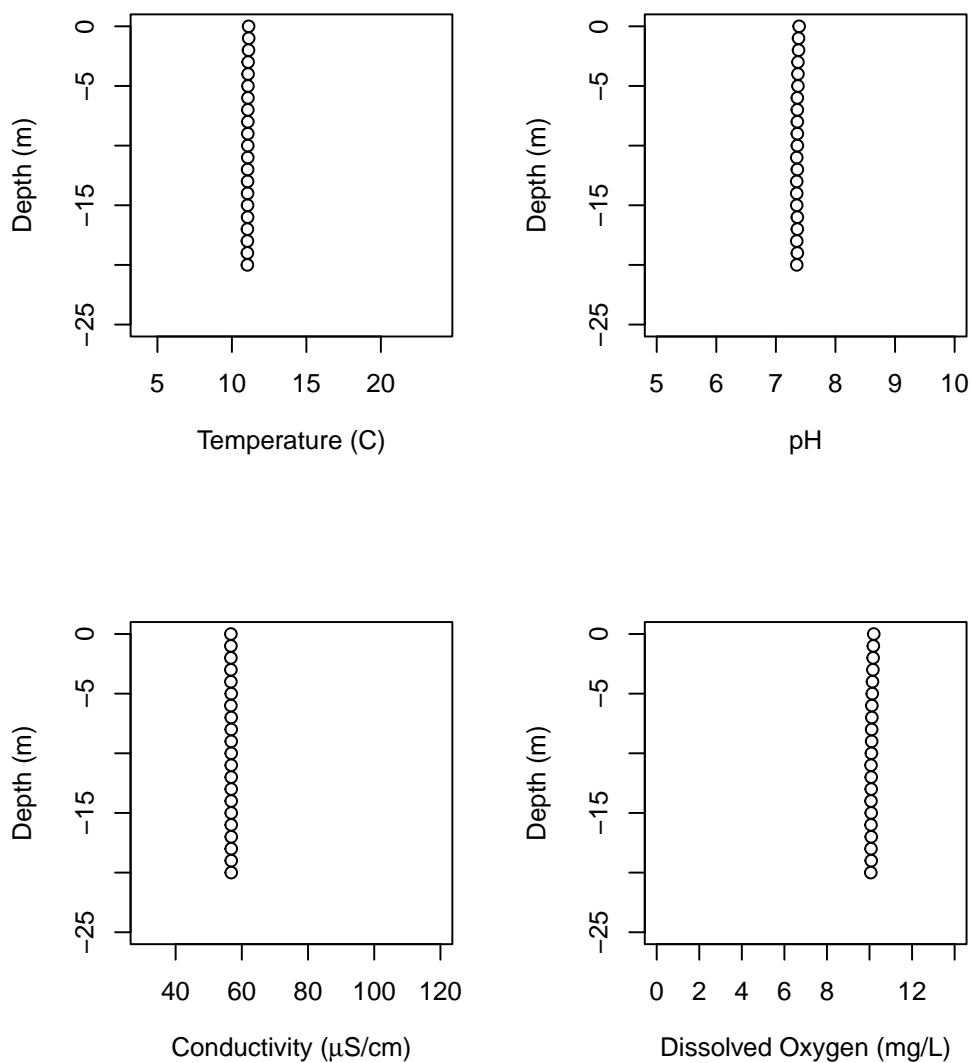 0
−5
−15
−25
Depth (m)
5 10 15 20
Temperature (C)
0
−5
−15
−25
Depth (m)
5 6 7 8 9 10
pH
0
−5
−15
−25
Depth (m)
40 60 80 100 120
Conductivity (μS/cm)
0
−5
−15
−25
Depth (m)
0 2 4 6 8 12
Dissolved Oxygen (mg/L)